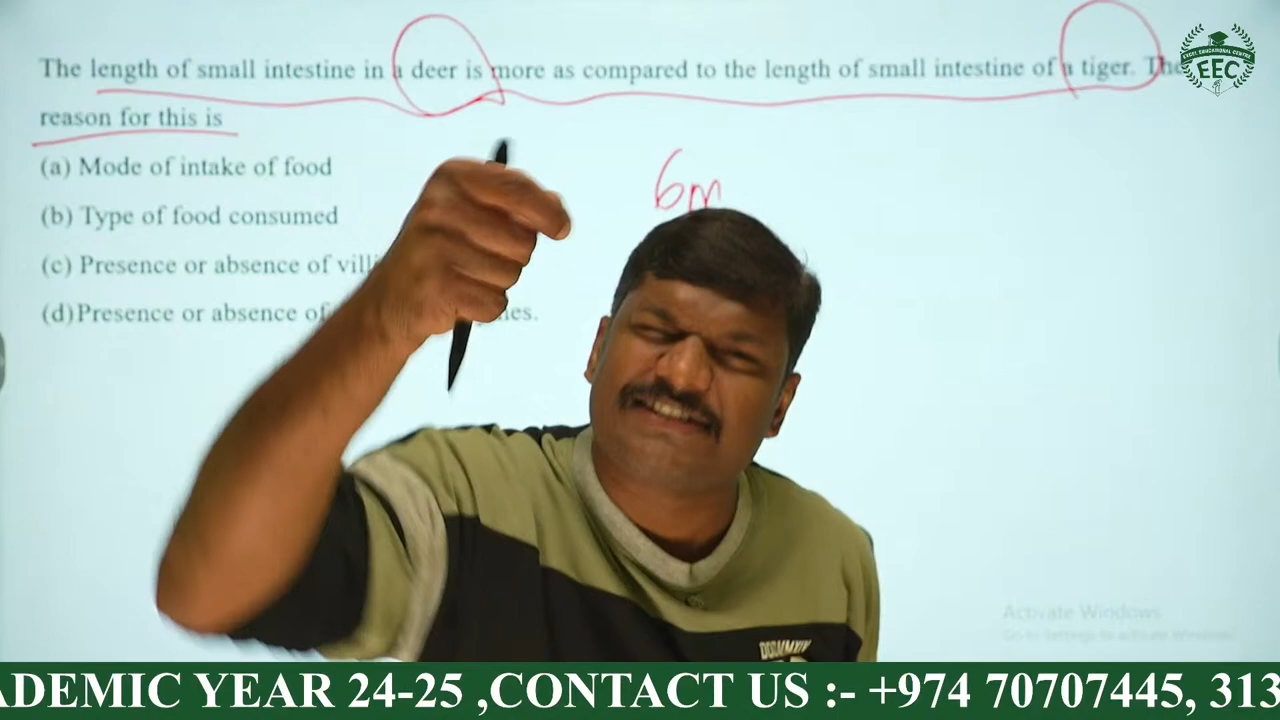 The length of small intestine in a deer is as compared to the length of small intestine of a tiger. The
reason for this is
(a) Mode of intake of food
(b) Type of food consumed
(c) Presence or absence of villi
(d) Presence or absence of
6m
EEC
Activate Windows
DODAMMXIV
ADEMIC YEAR 24-25 ,CONTACT US :- +974 70707445, 313